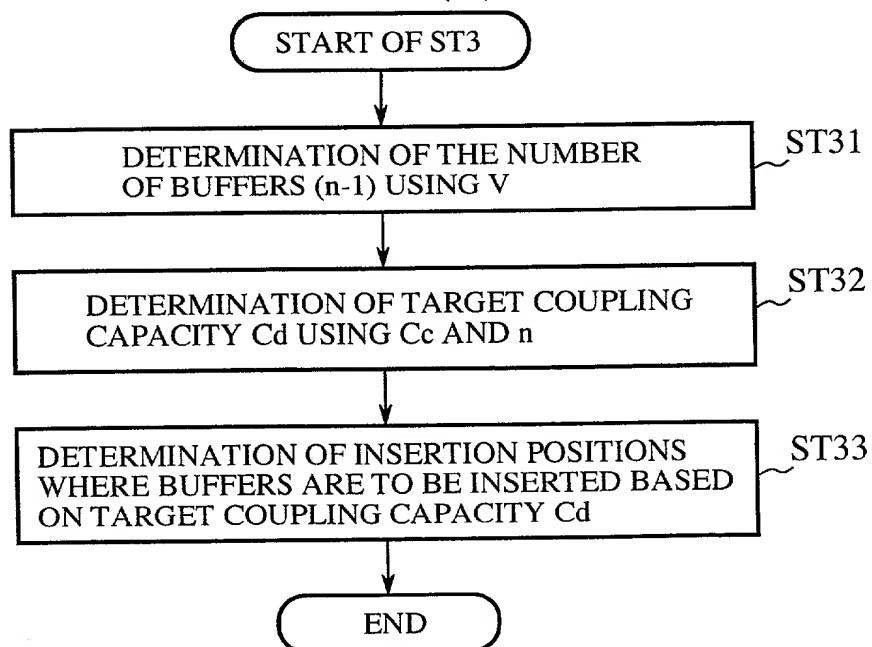 START OF ST3
DETERMINATION OF THE NUMBER
OF BUFFERS (n-1) USING V
ST31
DETERMINATION OF TARGET COUPLING
CAPACITY Cd USING Cc AND n
ST32
DETERMINATION OF INSERTION POSITIONS
WHERE BUFFERS ARE TO BE INSERTED BASED
ON TARGET COUPLING CAPACITY Cd
ST33
END